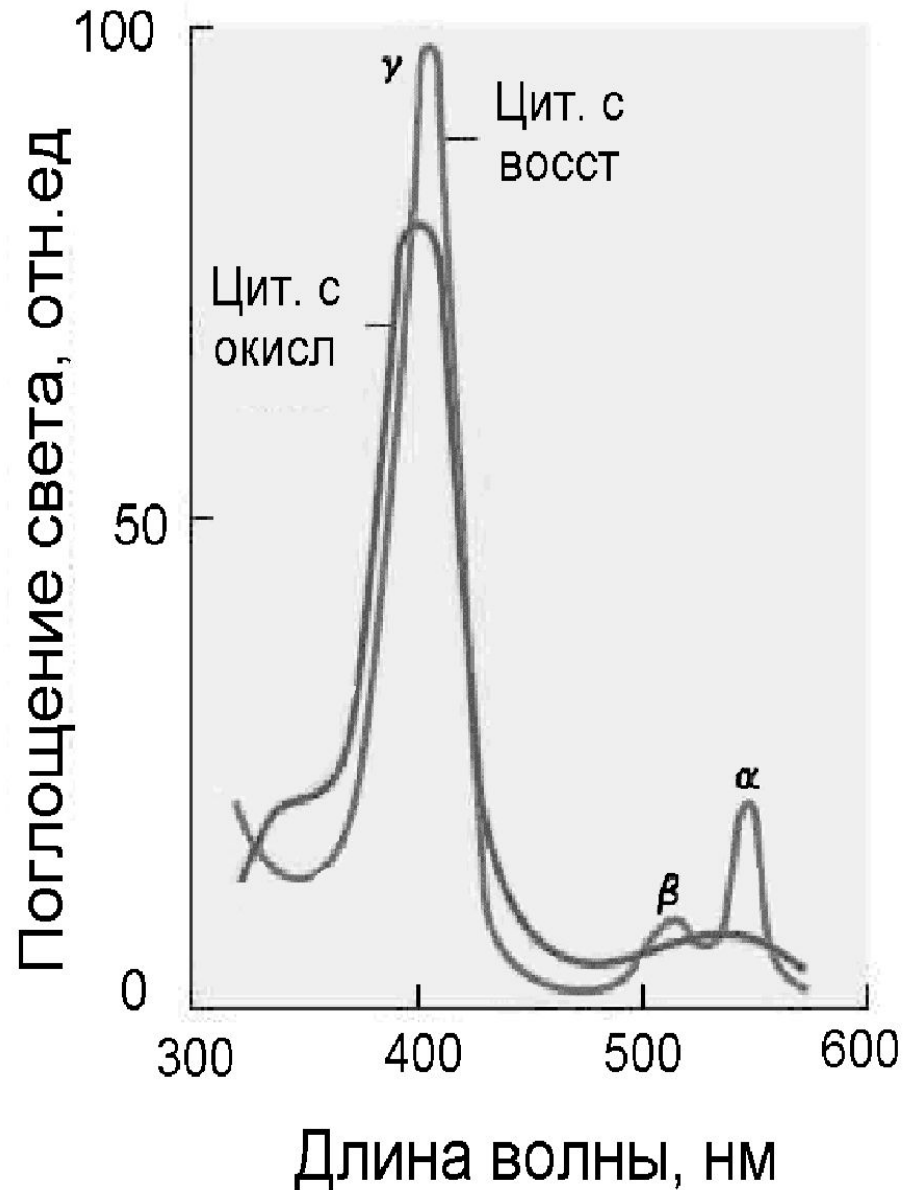 100
γ
Цит. с
восст
Цит. с
окисл
50
α
β
0
300 400 500 600
Длина волны, нм
Поглощение света, отн.ед